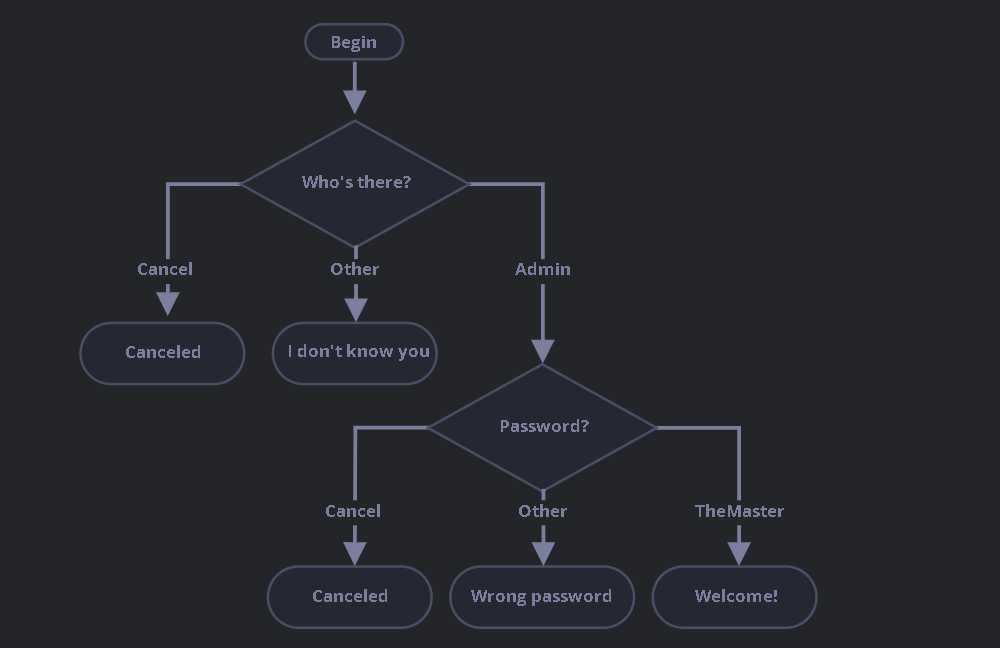 Begin
Who's there?
Cancel
Other
Admin
Canceled
I don't know you
Password?
Cancel
Other
TheMaster
Canceled
Wrong password
Welcome!